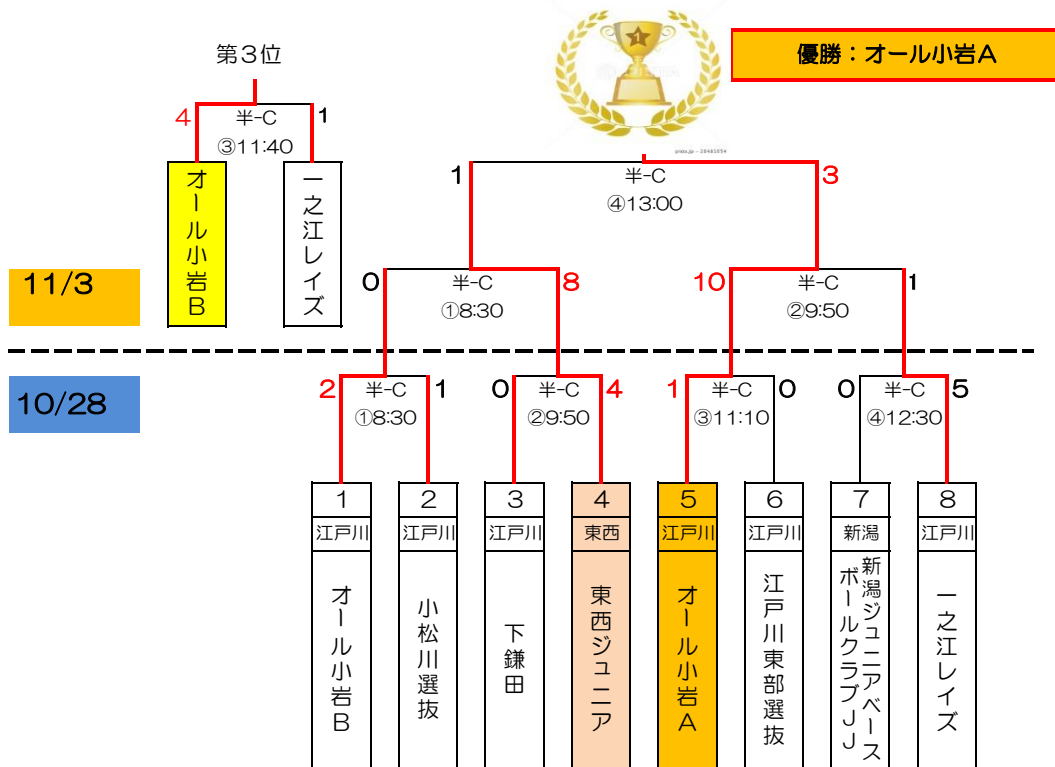 優勝：オール小岩A
第3位
1
pixta.jp - 28483054
4
半-C
1
③11:40
オール小岩B
一之江レイズ
1
半-C
3
④13:00
11/3
0
半-C
8
①8:30
10
半-C
1
②9:50
10/28
2
半-C
1
①8:30
0
半-C
4
②9:50
1
半-C
0
③11:10
0
半-C
5
④12:30
1
江戸川
オール小岩B
2
江戸川
小松川選抜
3
江戸川
下鎌田
4
東西
東西ジュニア
5
江戸川
オール小岩A
6
江戸川
江戸川東部選抜
7
新潟
新潟ジュニアベース
ボールクラブJJ
8
江戸川
一之江レイズ